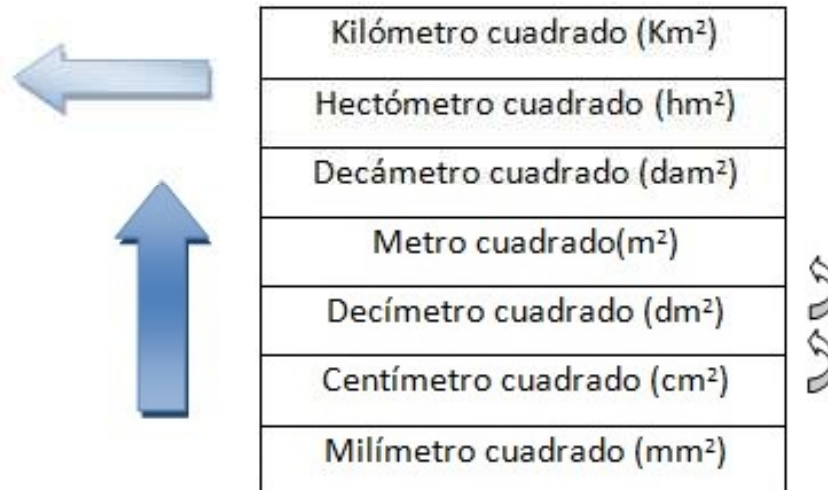 Kilómetro cuadrado (Km²)
Hectómetro cuadrado (hm²)
Decámetro cuadrado (dam²)
Metro cuadrado(m²)
Decímetro cuadrado (dm²)
Centímetro cuadrado (cm²)
Milímetro cuadrado (mm²)